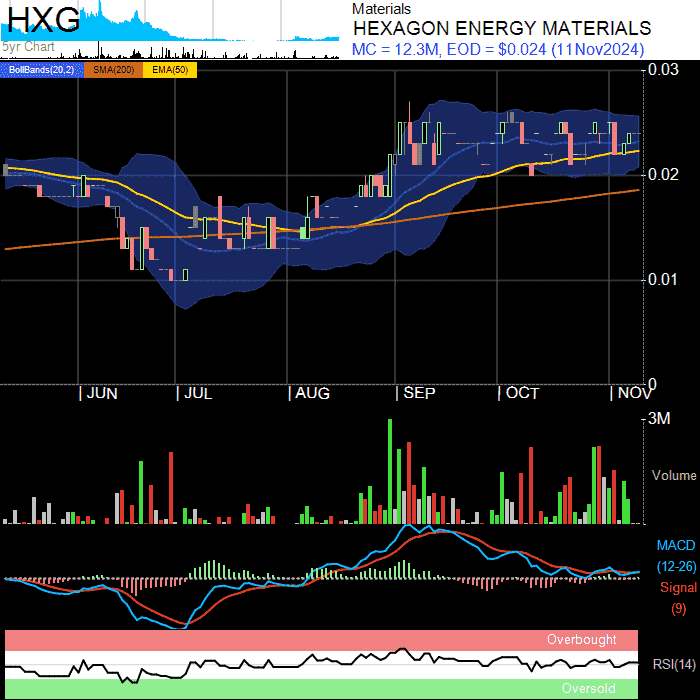 HXG
5yr Chart
Materials
HEXAGON ENERGY MATERIALS
MC = 12.3M, EOD = $0.024 (11Nov2024)
BollBands(20,2) SMA(200) EMA(50)
0.03
0.02
0.01
0
JUN JUL AUG SEP OCT NOV
3M
Volume
MACD
(12-26)
Signal
(9)
Overbought
RSI(14)
Oversold